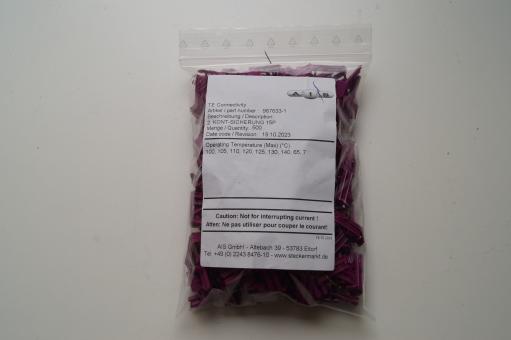 AIS
TE Connectivity
Artikel / part number : 967633-1
Beschreibung / Description:
2. KONT-SICKERUNG 15P
Menge / Quantity: 500
Date code / Revision: 19.10.2023
Operating Temperature (Max) (°C)
100, 105, 110, 120, 125, 130, 140, 65, 7
Caution: Not for interrupting current !
Atten: Ne pas utiliser pour couper le courant!
AIS GmbH - Altebach 39 - 53783 Eitorf
Tel: +49 (0) 2243 8476-10 - www.steckermarkt.de